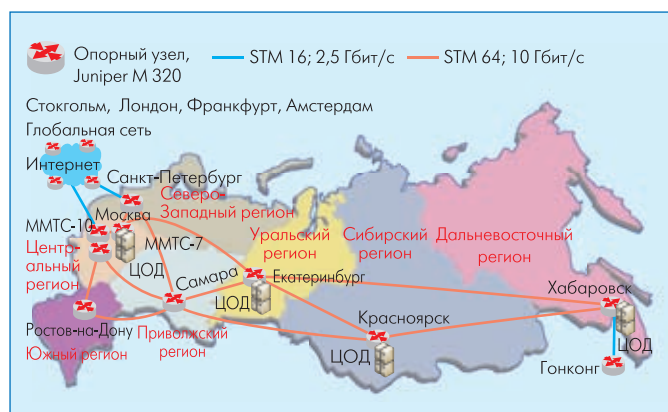 Опорный узел,
Juniper M 320
STM 16; 2,5 Гбит/с
STM 64; 10 Гбит/с
Стокгольм, Лондон, Франкфурт, Амстердам
Глобальная сеть
Интернет
Санкт-Петербург
Северо-
Западный регион
Москва
ММТС-10
ММТС-7
Центр-
альный
регион
ЦОД
Уральский
регион
Сибирский
регион
Дальневосточный
регион
Самара
Екатеринбург
ЦОД
Хабаровск
ЦОД
Ростов-на-Дону
Южный регион
Приволжский
регион
Красноярск
ЦОД
Гонконг